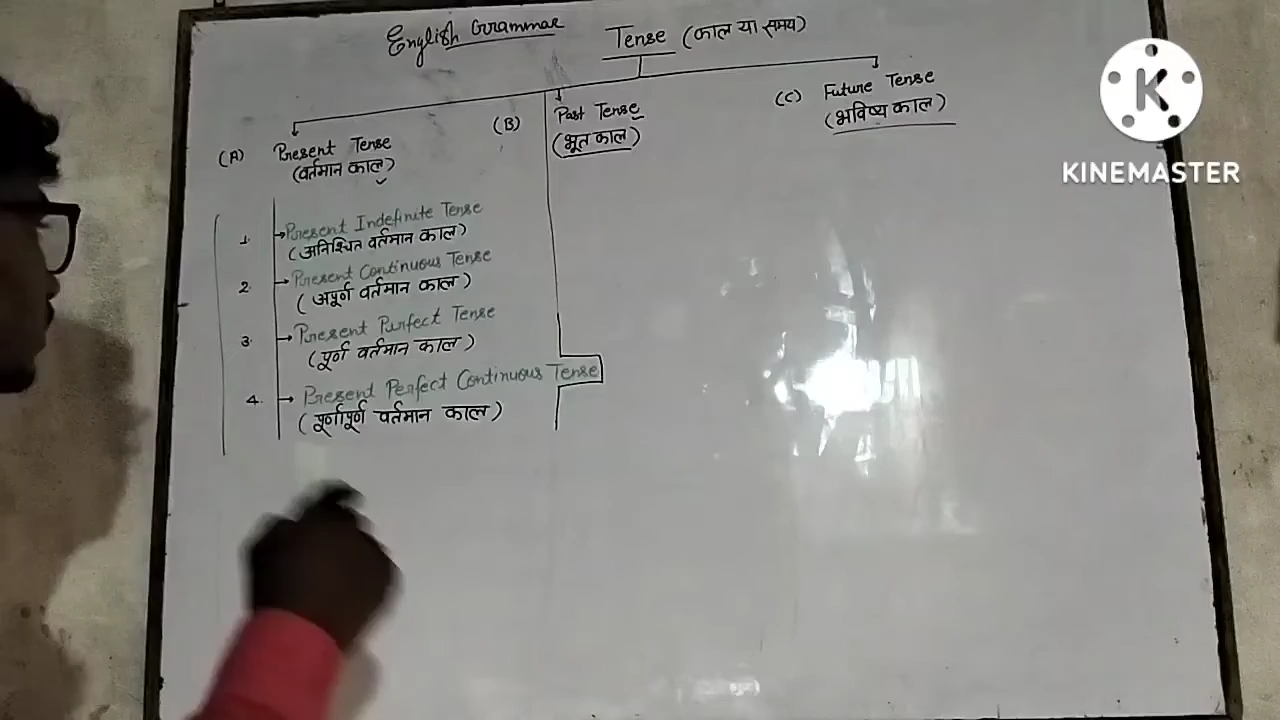 English Grammar
Tense (काल या समय)
(A) Present Tense
(वर्तमान काल)
(B) Past Tense
(भूत काल)
(C) Future Tense
(भविष्य काल)
1. Present Indefinite Tense
(अनिश्चित वर्तमान काल)
2. Present Continuous Tense
(अपूर्ण वर्तमान काल)
3. Present Perfect Tense
(पूर्ण वर्तमान काल)
4. Present Perfect Continuous Tense
(पूर्णापूर्ण वर्तमान काल)
K
KINEMASTER